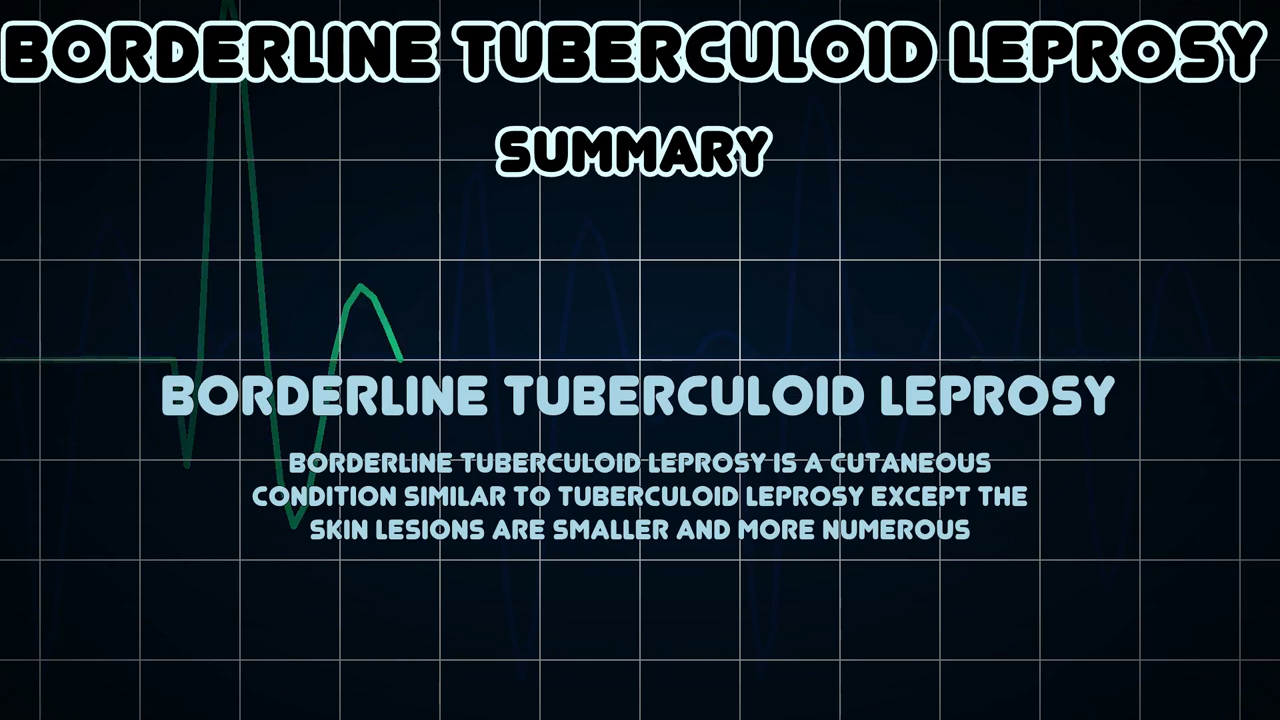 BORDERLINE TUBERCULOID LEPROSY
SUMMARY
BORDERLINE TUBERCULOID LEPROSY
BORDERLINE TUBERCULOID LEPROSY IS A CUTANEOUS
CONDITION SIMILAR TO TUBERCULOID LEPROSY EXCEPT THE
SKIN LESIONS ARE SMALLER AND MORE NUMEROUS